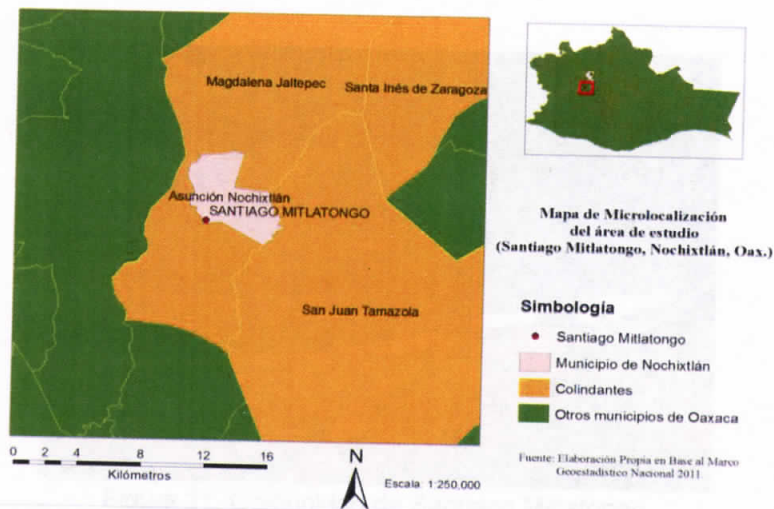 Magdalena Jaltepec
Santa Inés de Zaragoza
Asunción Nochixtlán
SANTIAGO MITLATONGO
San Juan Tamazola
0 2 4 8 12 16
Kilómetros
N
Escala: 1:250,000
Mapa de Microlocalización
del área de estudio
(Santiago Mitlatongo, Nochixtlán, Oax.)
Simbología
Santiago Mitlatongo
Municipio de Nochixtlán
Colindantes
Otros municipios de Oaxaca
Fuente: Elaboración Propia en Base al Marco
Geoestadístico Nacional 2011